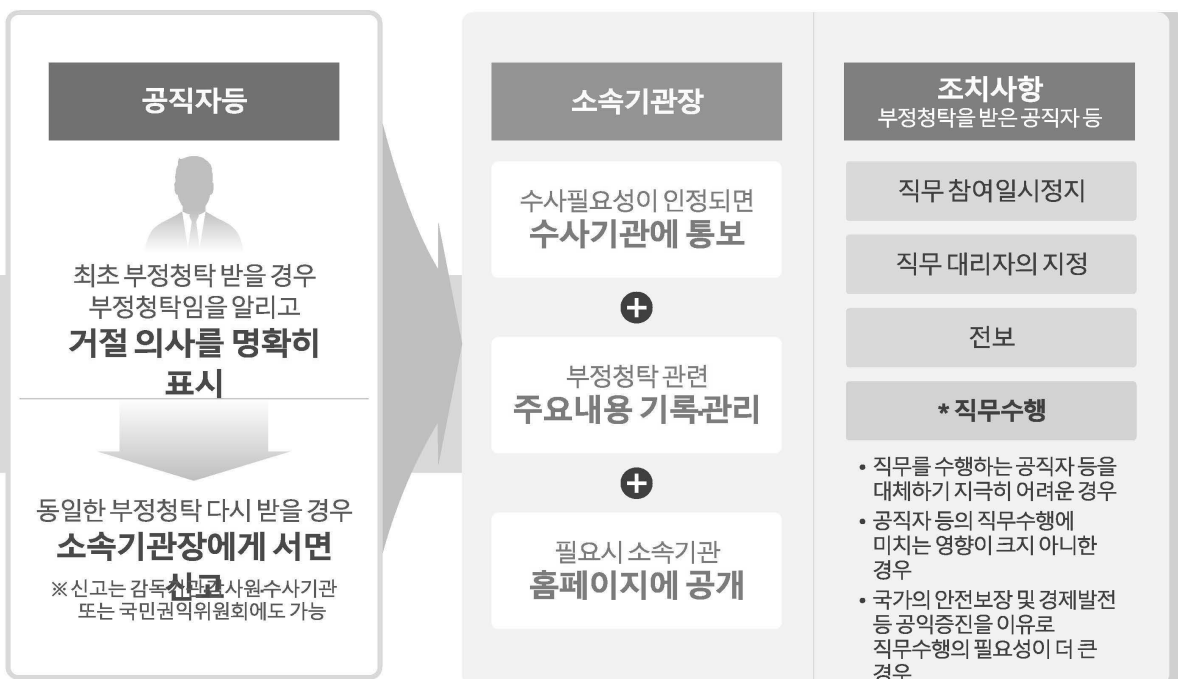 공직자등
최초 부정청탁 받을 경우
부정청탁임을 알리고
거절 의사를 명확히
표시
동일한 부정청탁 다시 받을 경우
소속기관장에게 서면
신고
※ 신고는 감독기관·감사원·수사기관
또는 국민권익위원회에도 가능
소속기관장
수사필요성이 인정되면
수사기관에 통보
+
부정청탁 관련
주요내용 기록·관리
+
필요시 소속기관
홈페이지에 공개
조치사항
부정청탁을 받은 공직자 등
직무 참여일시정지
직무 대리자의 지정
전보
* 직무수행
• 직무를 수행하는 공직자 등을
대체하기 지극히 어려운 경우
• 공직자 등의 직무수행에
미치는 영향이 크지 아니한
경우
• 국가의 안전보장 및 경제발전
등 공익증진을 이유로
직무수행의 필요성이 더 큰
경우